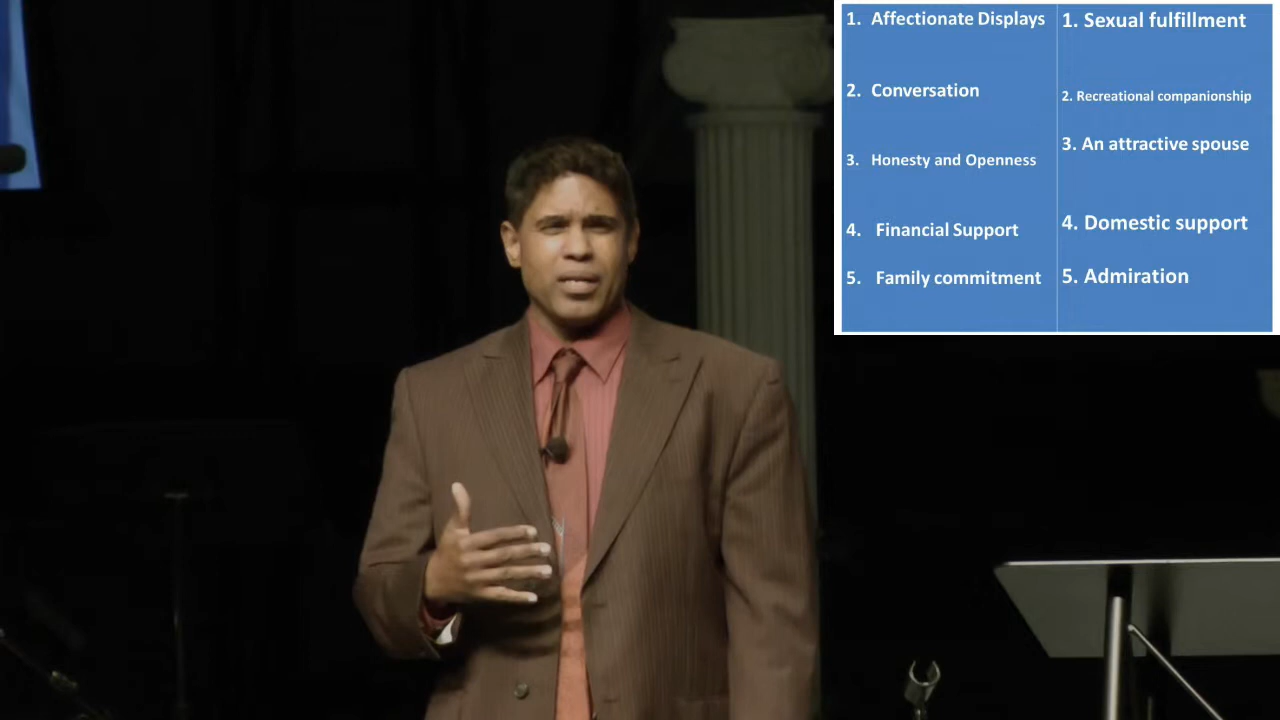 1. Affectionate Displays
2. Conversation
3. Honesty and Openness
4. Financial Support
5. Family commitment
1. Sexual fulfillment
2. Recreational companionship
3. An attractive spouse
4. Domestic support
5. Admiration